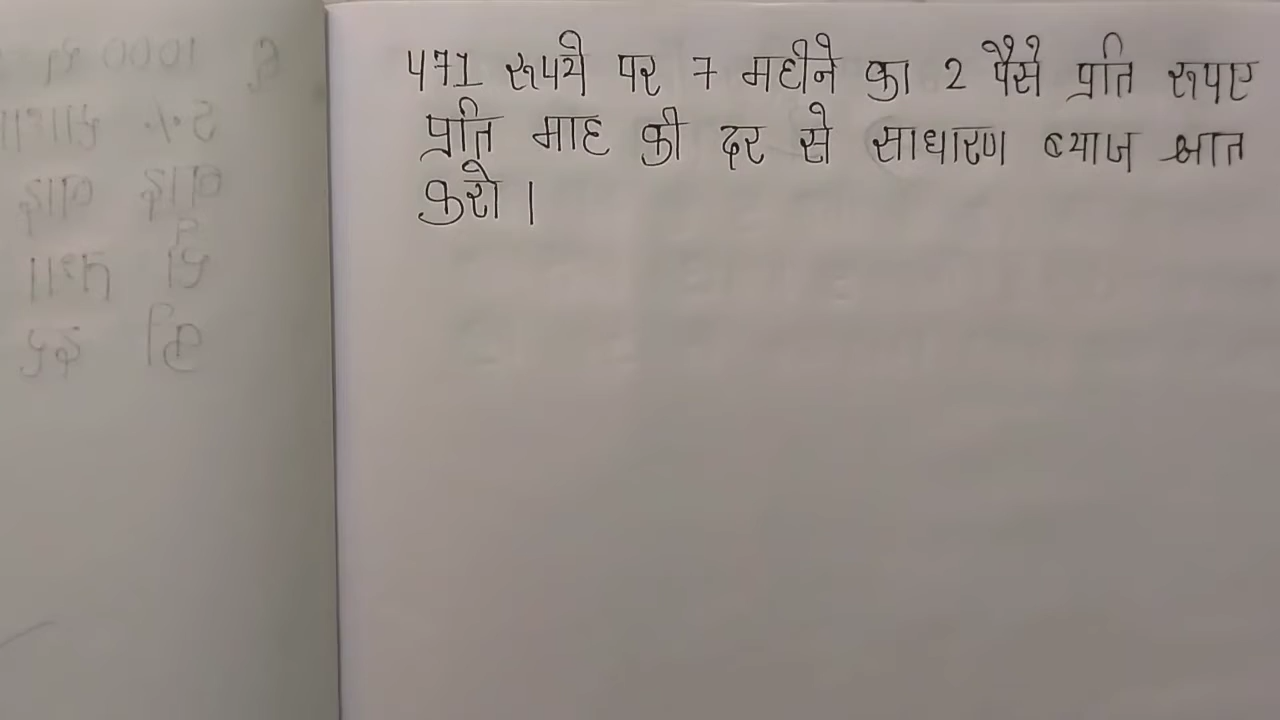 471 रूपये पर 7 महीने का 2 पैसे प्रति रूपए
प्रति माह की दर से साधारण ब्याज ज्ञात
करो ।